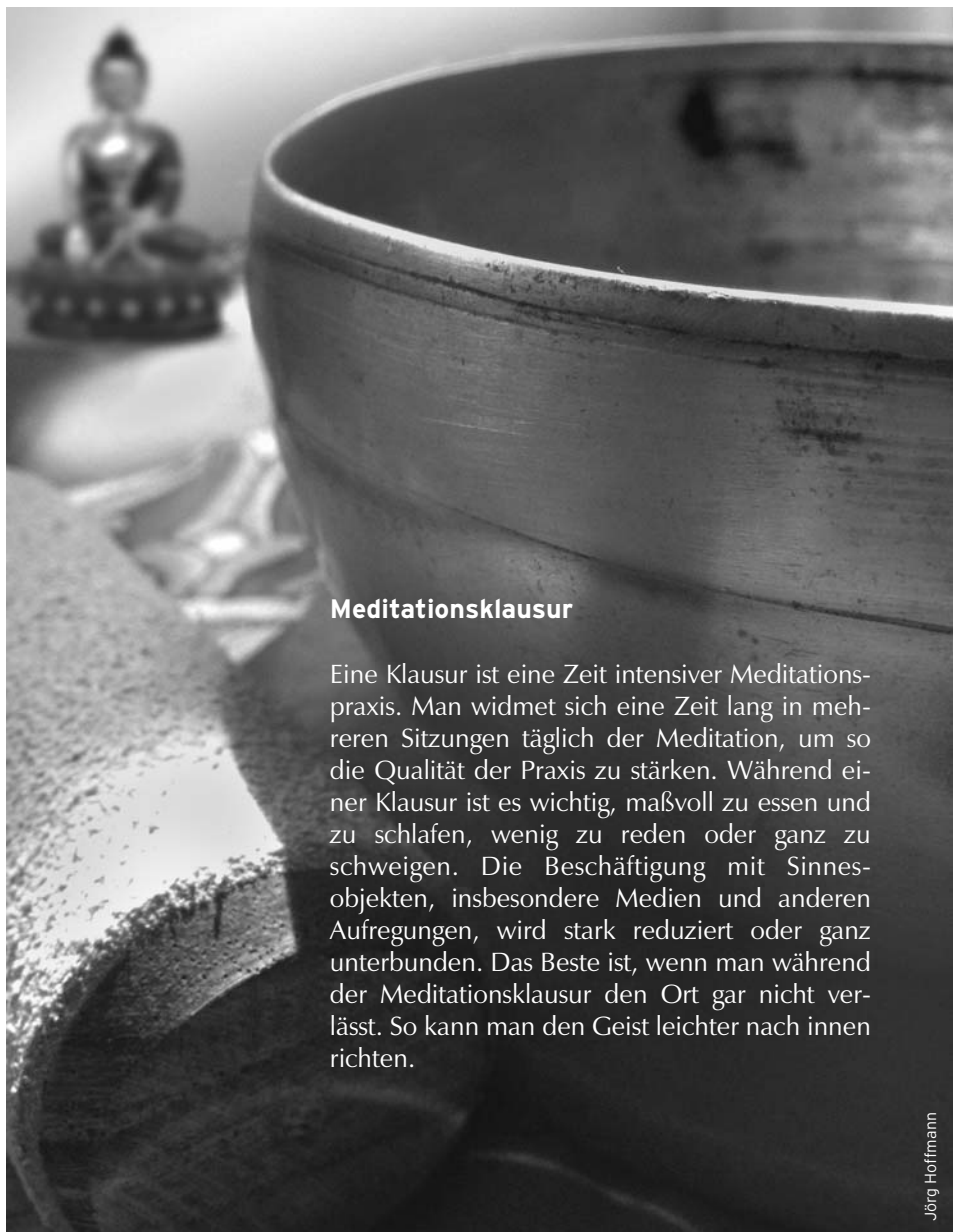 Meditationsklausur
Eine Klausur ist eine Zeit intensiver Meditations-
praxis. Man widmet sich eine Zeit lang in meh-
reren Sitzungen täglich der Meditation, um so
die Qualität der Praxis zu stärken. Während ei-
ner Klausur ist es wichtig, maßvoll zu essen und
zu schlafen, wenig zu reden oder ganz zu
schweigen. Die Beschäftigung mit Sinnes-
objekten, insbesondere Medien und anderen
Aufregungen, wird stark reduziert oder ganz
unterbunden. Das Beste ist, wenn man während
der Meditationsklausur den Ort gar nicht ver-
lässt. So kann man den Geist leichter nach innen
richten.
Jörg Hoffmann